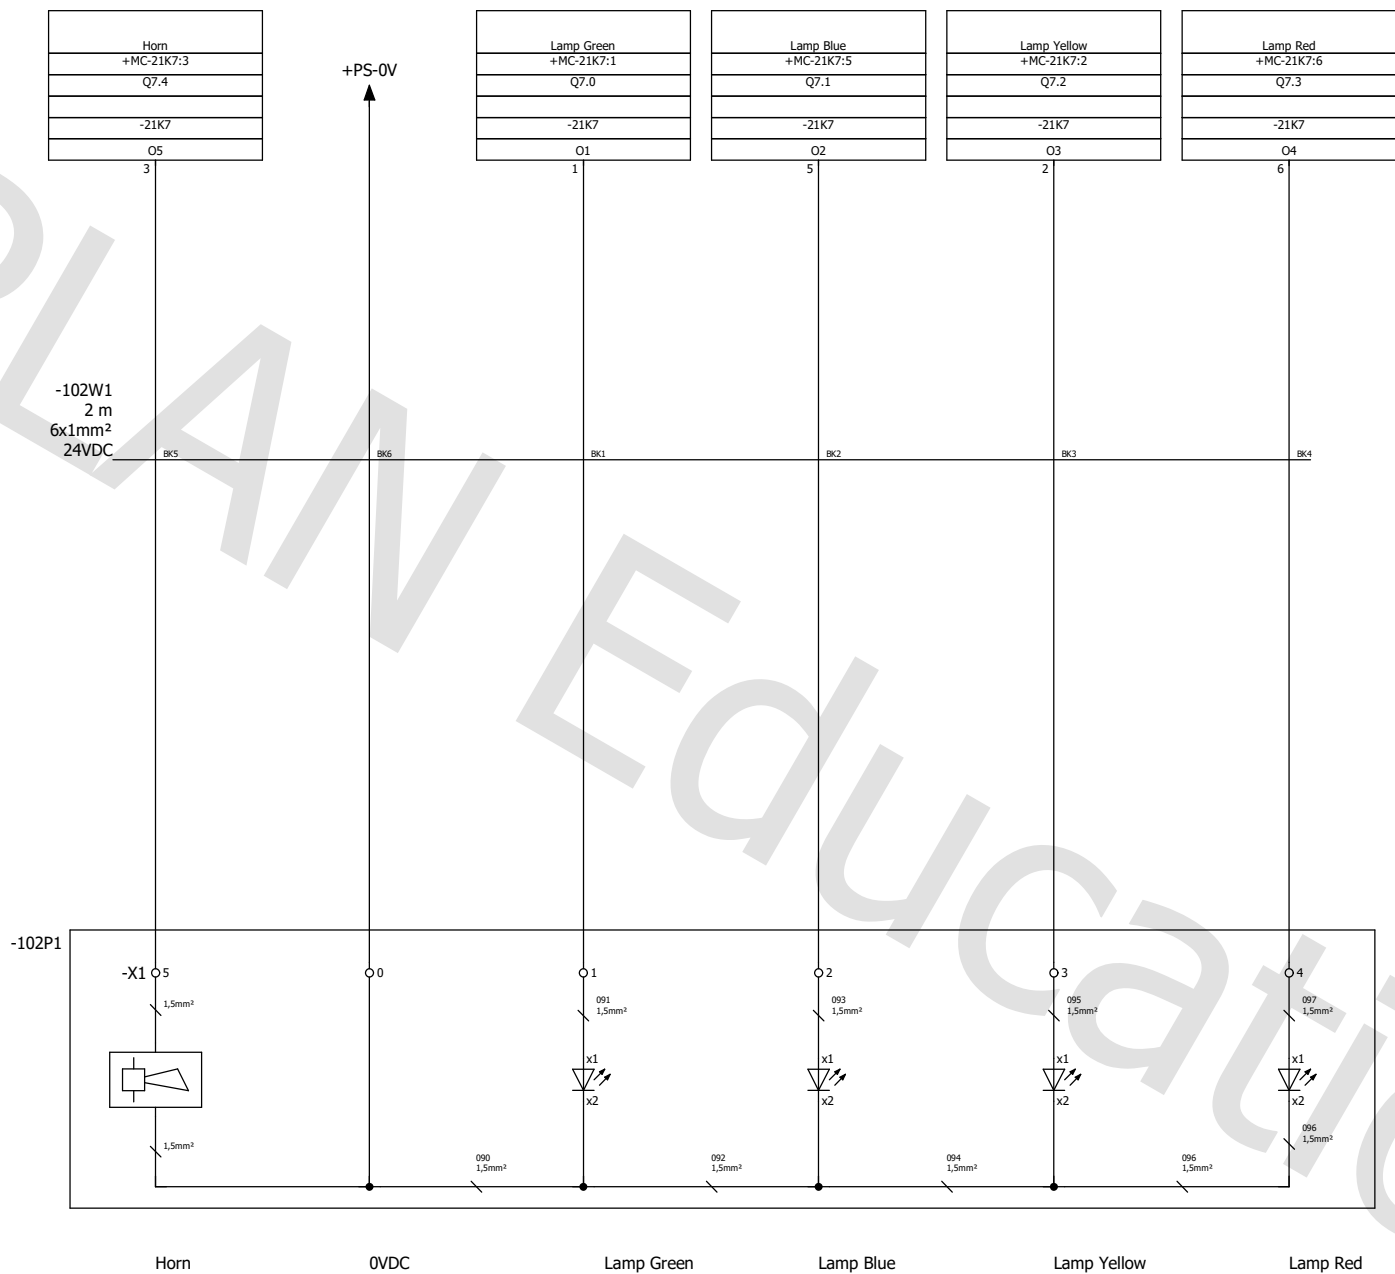 Horn
+MC-21K7:3
Q7.4
-21K7
O5
3
+PS-0V
Lamp Green
+MC-21K7:1
Q7.0
-21K7
O1
1
Lamp Blue
+MC-21K7:5
Q7.1
-21K7
O2
5
Lamp Yellow
+MC-21K7:2
Q7.2
-21K7
O3
2
Lamp Red
+MC-21K7:6
Q7.3
-21K7
O4
6
-102W1
2 m
6x1mm²
24VDC
BK5
BK6
BK1
BK2
BK3
BK4
PLAN Educatio
-102P1
-X1 5
0
1
2
3
4
1,5mm²
091
1,5mm²
093
1,5mm²
095
1,5mm²
097
1,5mm²
x1
x2
x1
x2
x1
x2
x1
x2
1,5mm²
090
1,5mm²
092
1,5mm²
094
1,5mm²
096
1,5mm²
096
1,5mm²
Horn
0VDC
Lamp Green
Lamp Blue
Lamp Yellow
Lamp Red